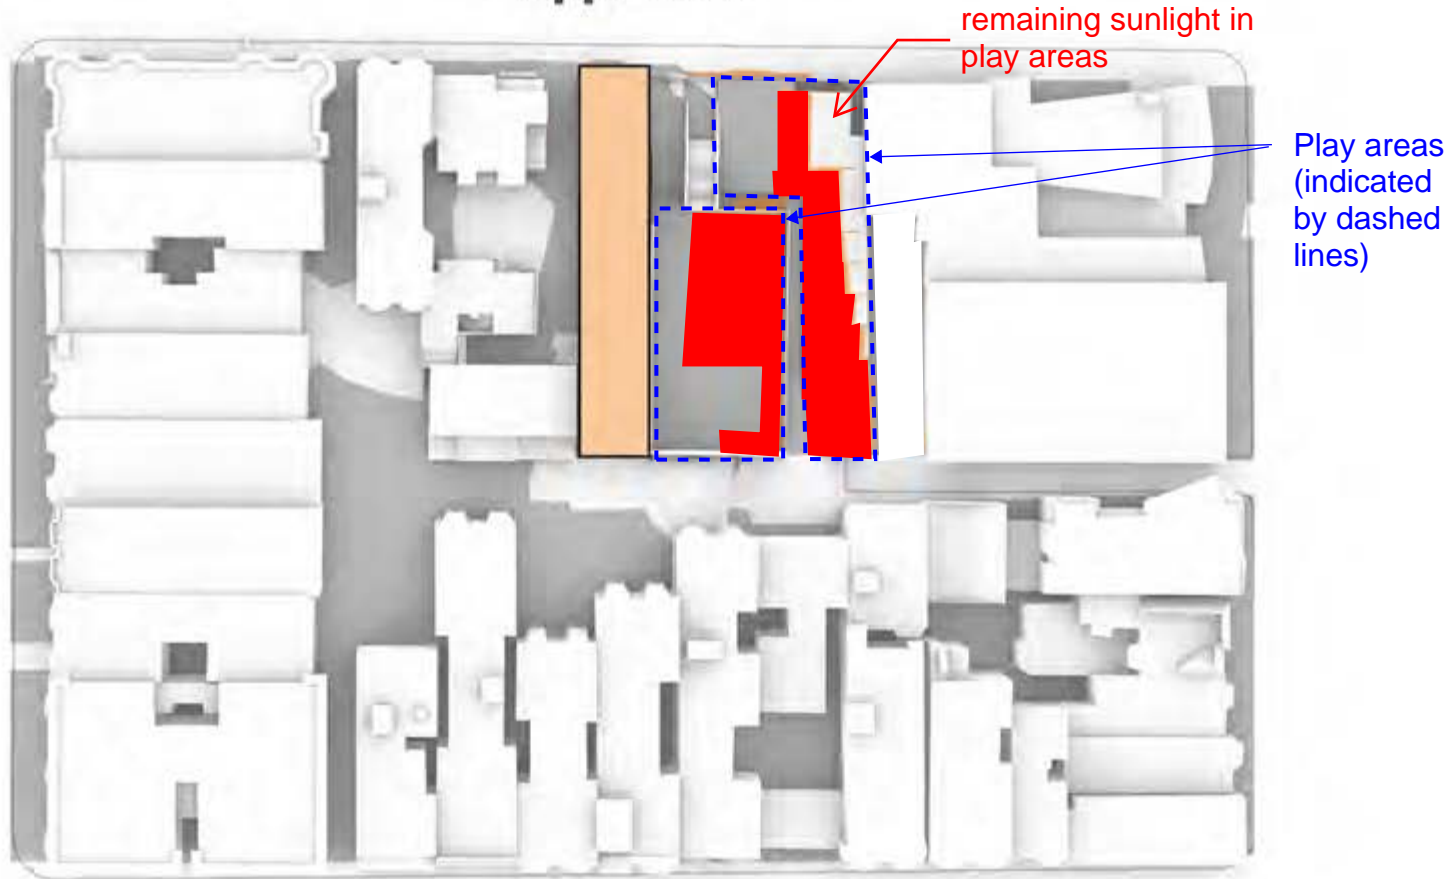 remaining sunlight in
play areas
Play areas
(indicated
by dashed
lines)